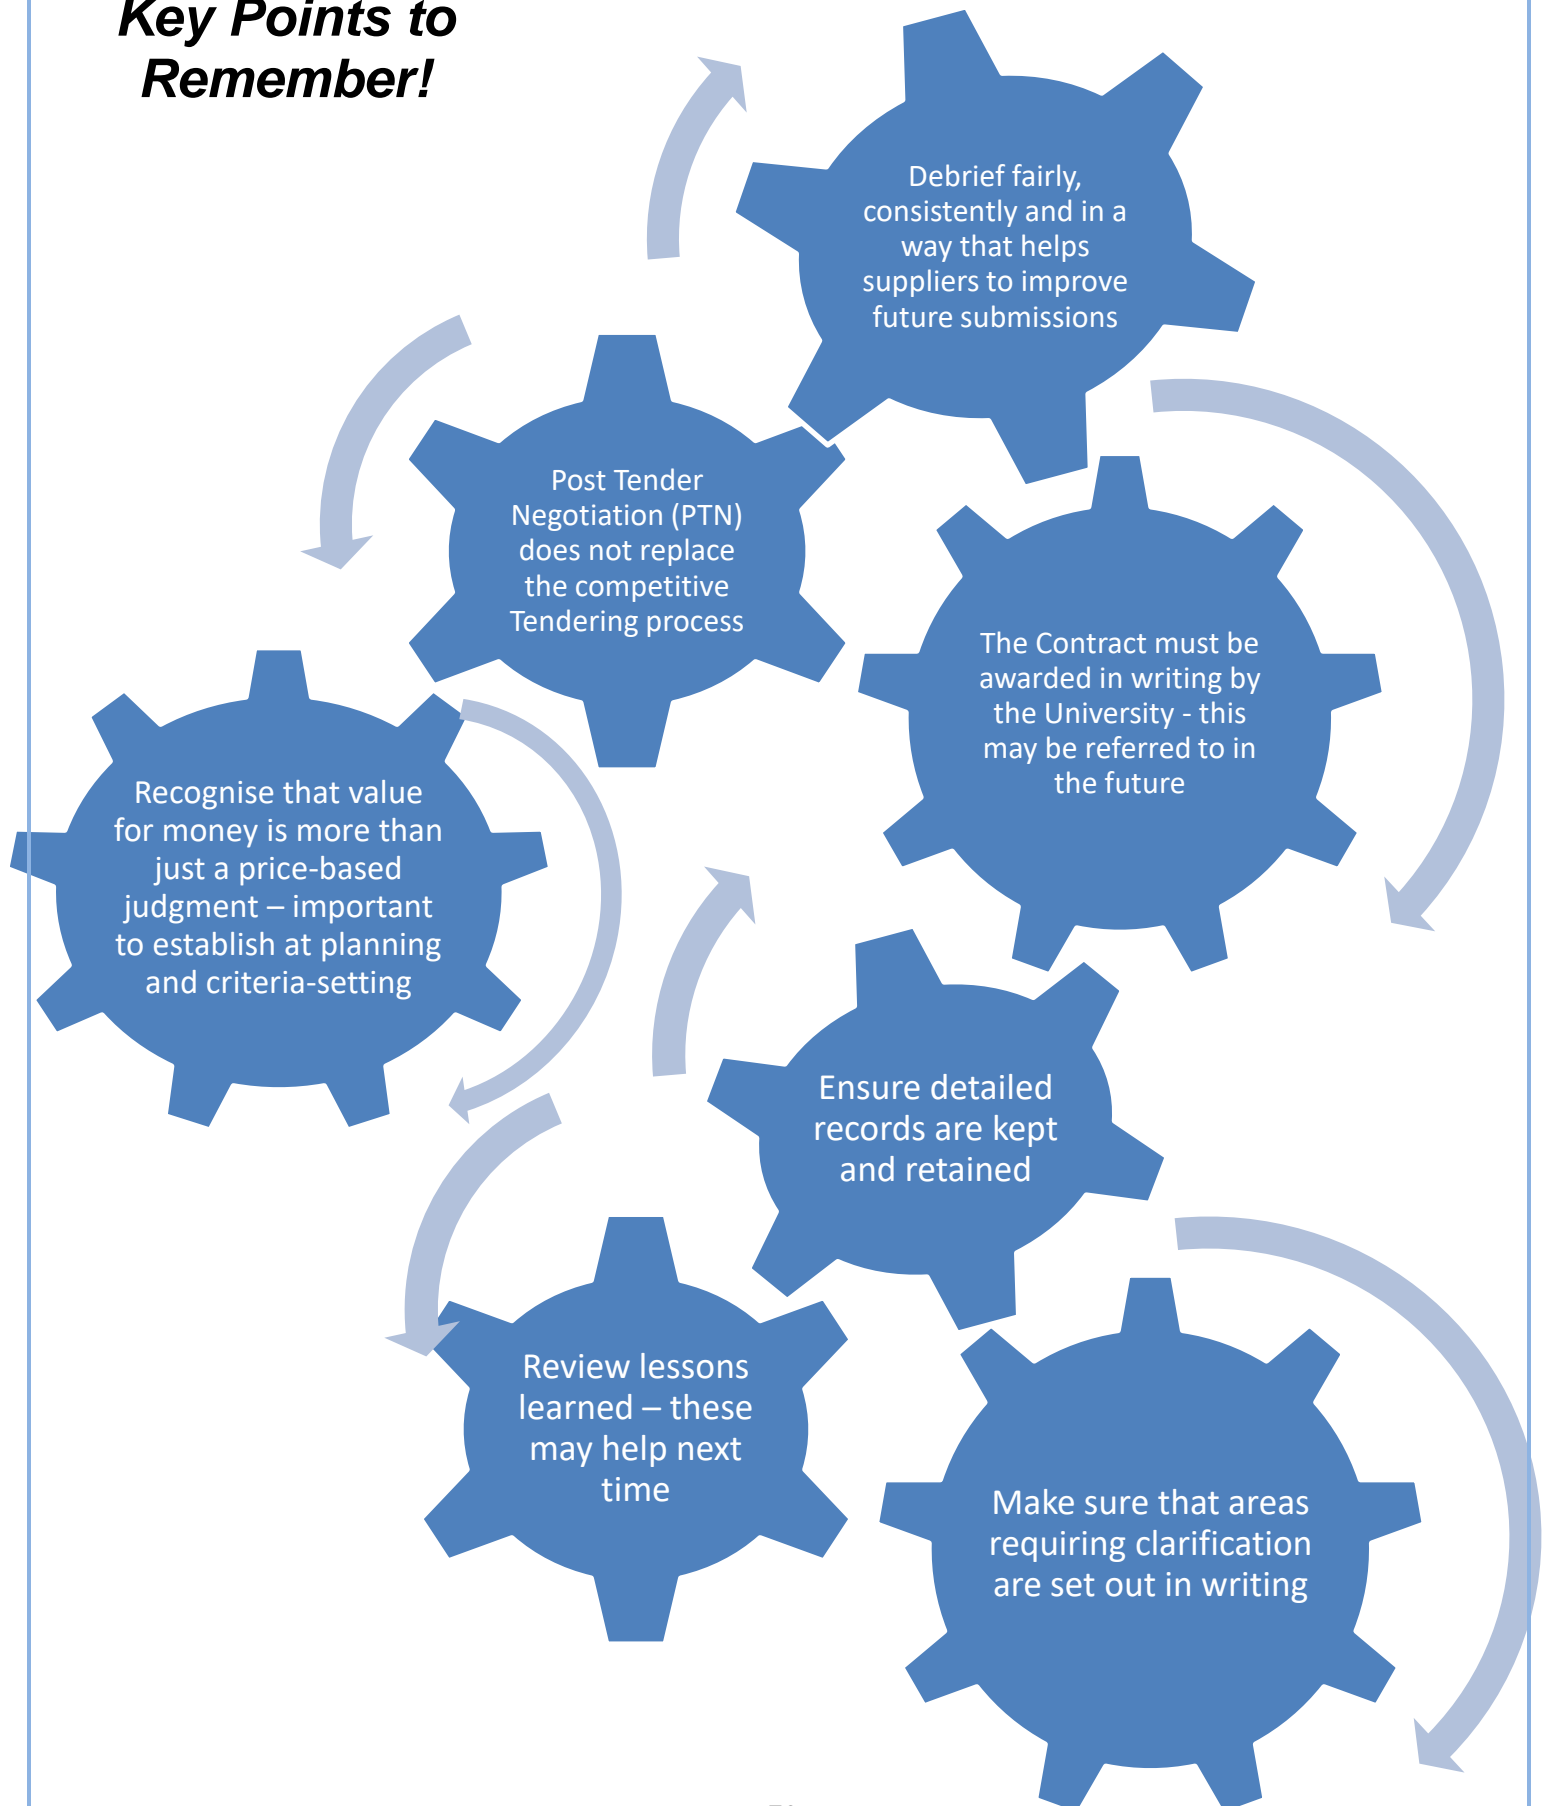 Key Points to
Remember!
Debrief fairly,
consistently and in a
way that helps
suppliers to improve
future submissions
Post Tender
Negotiation (PTN)
does not replace
the competitive
Tendering process
The Contract must be
awarded in writing by
the University - this
may be referred to in
the future
Recognise that value
for money is more than
just a price-based
judgment – important
to establish at planning
and criteria-setting
Ensure detailed
records are kept
and retained
Review lessons
learned – these
may help next
time
Make sure that areas
requiring clarification
are set out in writing